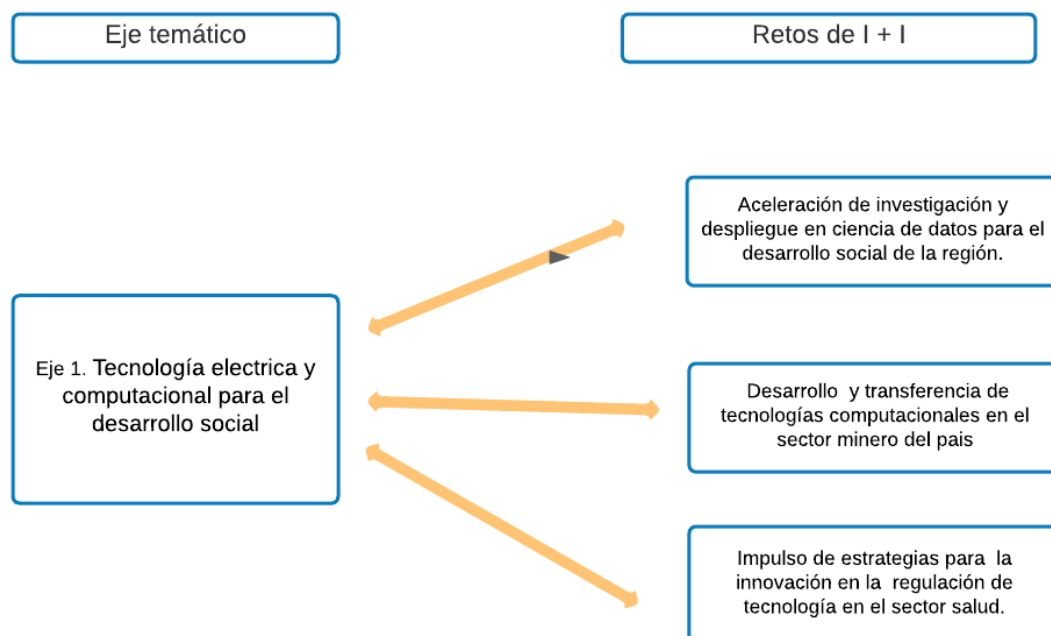 Eje temático
Retos de I + I
Aceleración de investigación y
despliegue en ciencia de datos para el
desarrollo social de la región.
Eje 1. Tecnología electrica y
computacional para el
desarrollo social
Desarrollo  y transferencia de
tecnologías computacionales en el
sector minero del pais
Impulso de estrategias para  la
innovación en la  regulación de
tecnología en el sector salud.